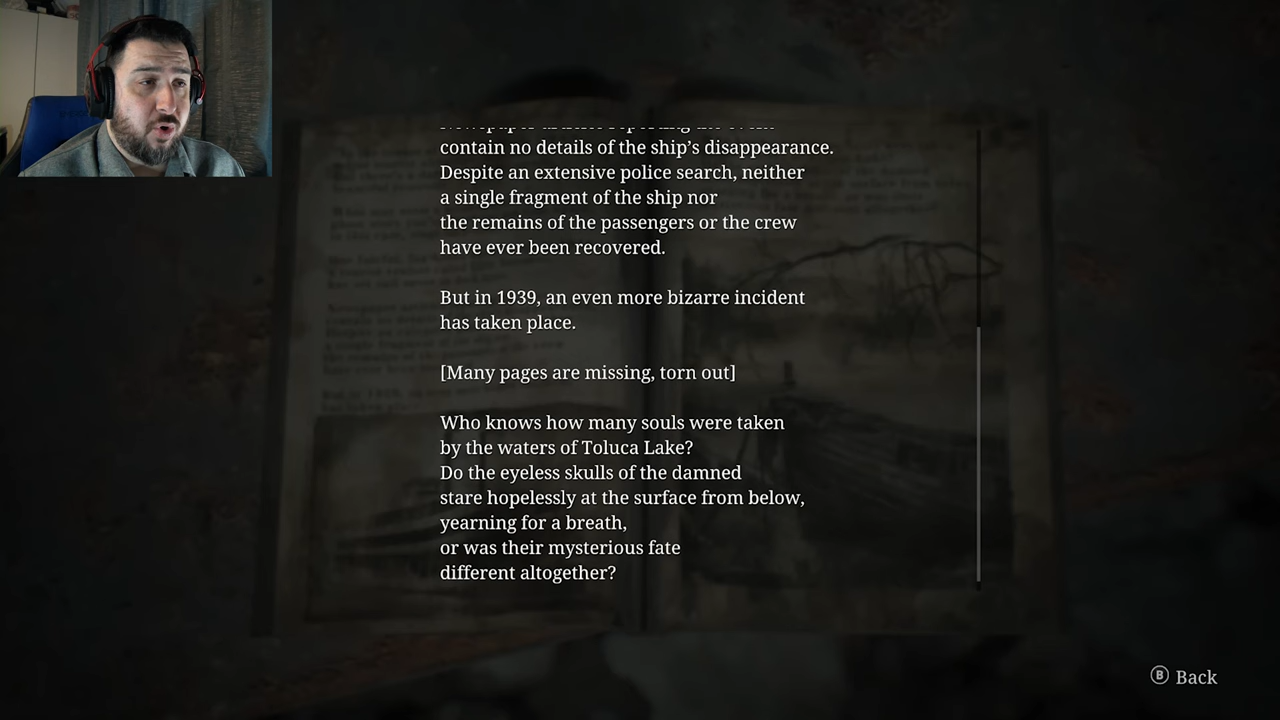 contain no details of the ship’s disappearance.
Despite an extensive police search, neither
a single fragment of the ship nor
the remains of the passengers or the crew
have ever been recovered.
But in 1939, an even more bizarre incident
has taken place.
[Many pages are missing, torn out]
Who knows how many souls were taken
by the waters of Toluca Lake?
Do the eyeless skulls of the damned
stare hopelessly at the surface from below,
yearning for a breath,
or was their mysterious fate
different altogether?
B Back